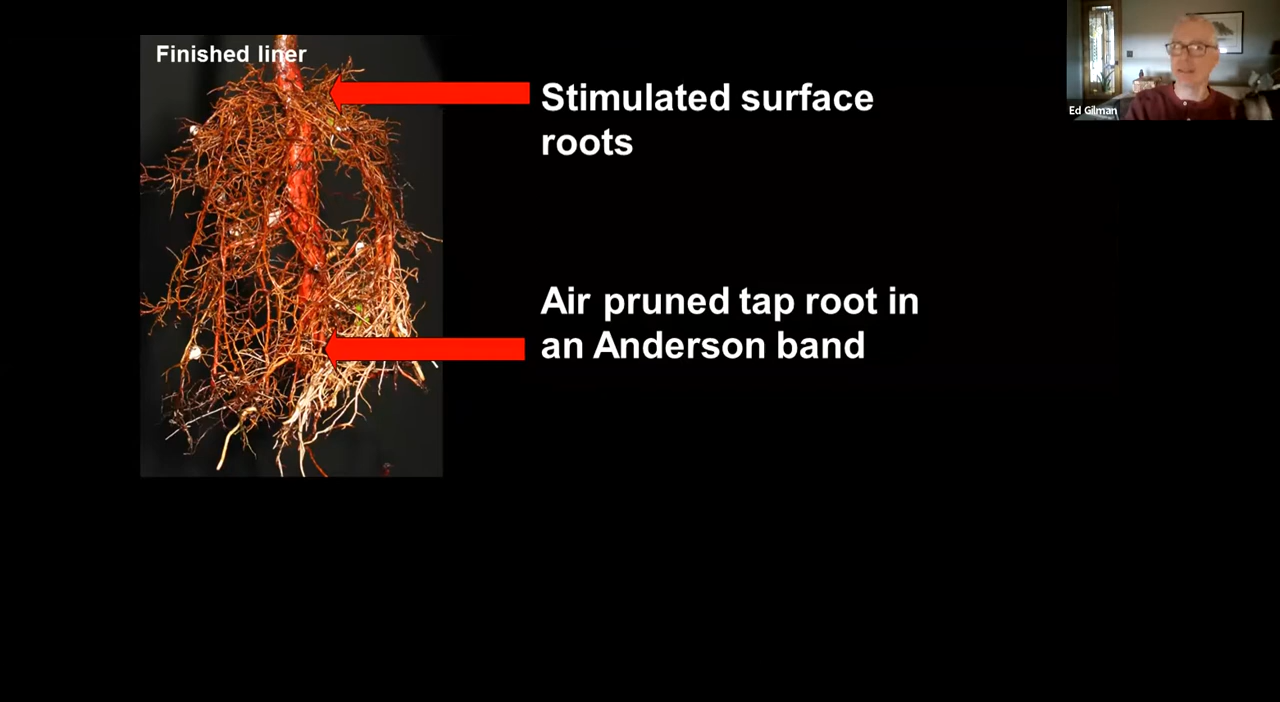 Finished liner
Stimulated surface
roots
Ed Gilman
Air pruned tap root in
an Anderson band